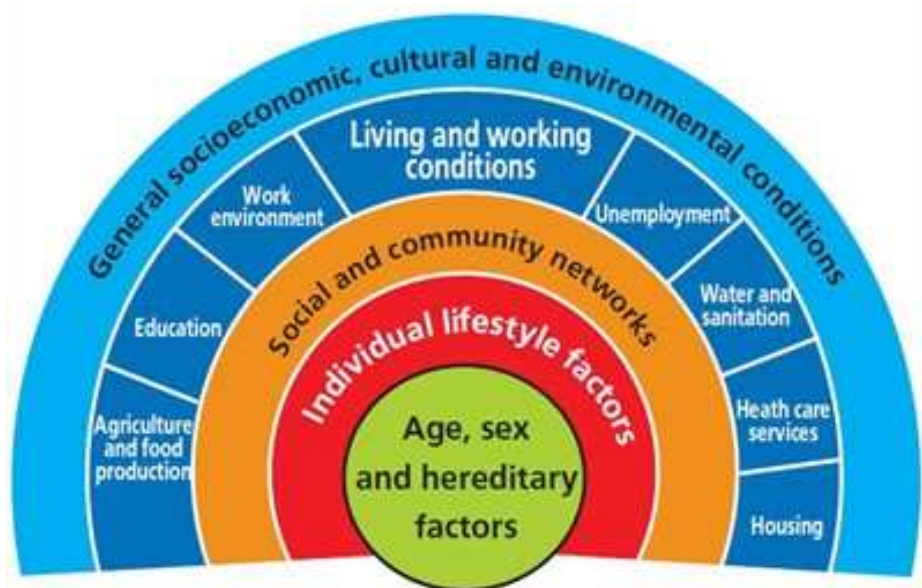 General socioeconomic, cultural and environmental conditions
Living and working
conditions
Work
environment
Unemployment
Education
Water and
sanitation
Agriculture
and food
production
Heath care
services
Housing
Social and community networks
Individual lifestyle factors
Age, sex
and hereditary
factors